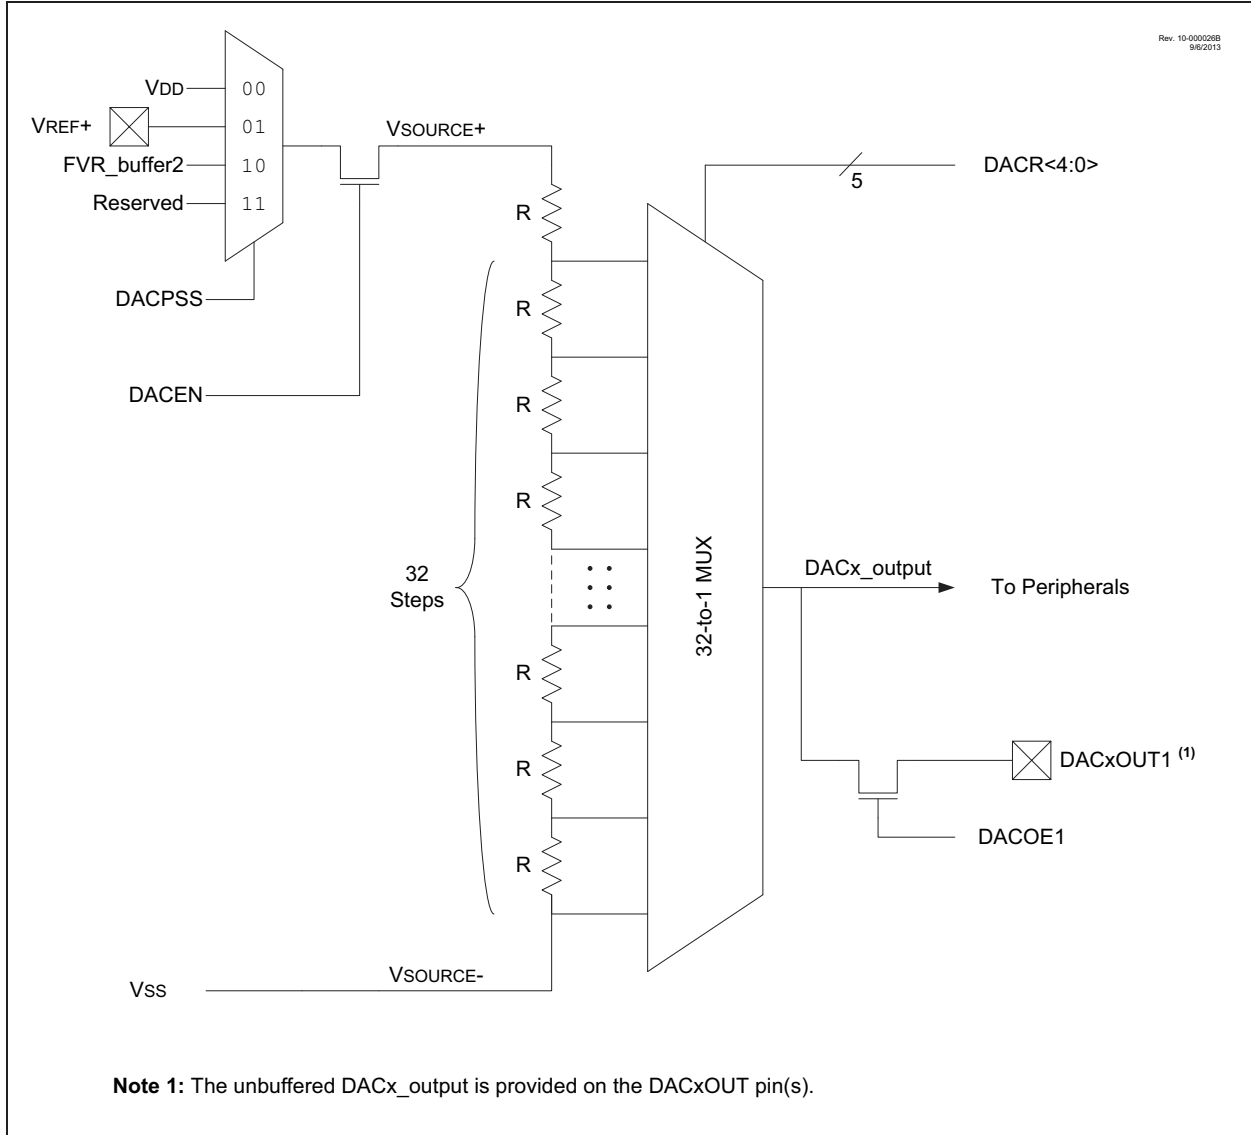 Rev. 10-000026B
9/6/2013
VDD
00
VREF+
01
VSOURCE+
FVR_buffer2
10
DACR<4:0>
5
Reserved
11
R
DACPSS
R
DACEN
R
R
32
Steps
32-to-1 MUX
DACx_output
To Peripherals
R
R
DACxOUT1 (1)
DACOE1
R
VSOURCE-
VSS
Note 1: The unbuffered DACx_output is provided on the DACxOUT pin(s).